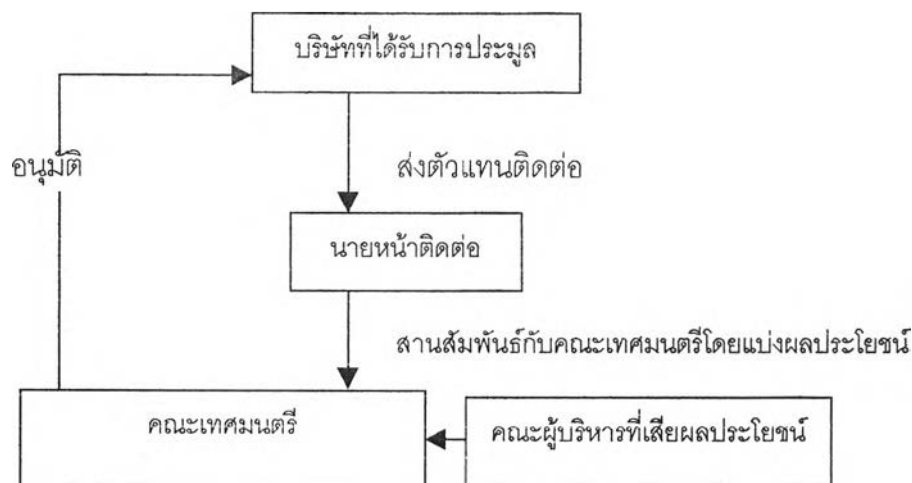 บริษัทที่ได้รับการประมูล
อนุมัติ
ส่งตัวแทนติดต่อ
นายหน้าติดต่อ
สานสัมพันธ์กับคณะเทศมนตรีโดยแบ่งผลประโยชน์
คณะเทศมนตรี
คณะผู้บริหารที่เสียผลประโยชน์